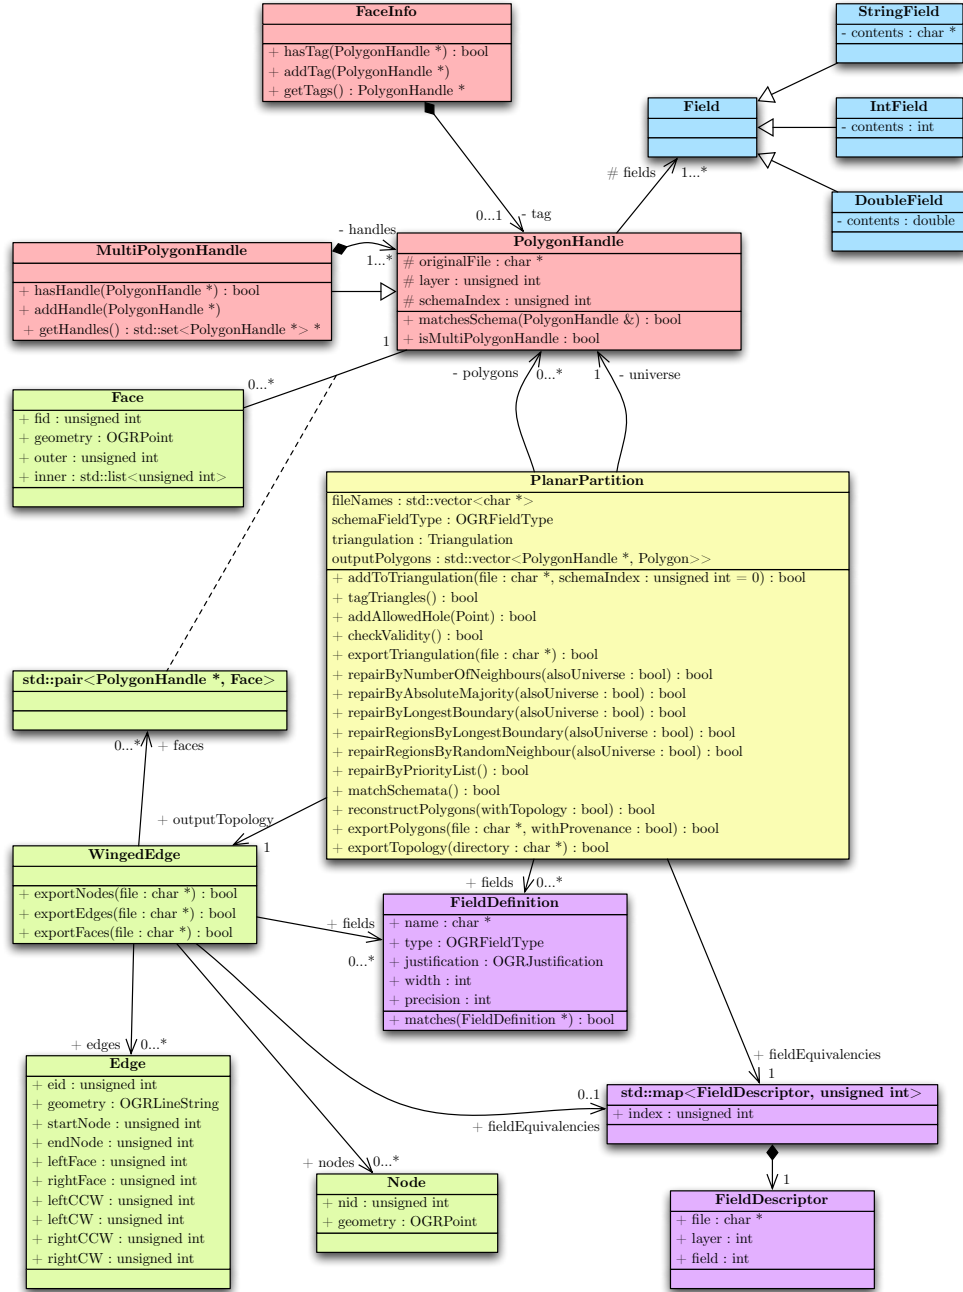 FaceInfo
+ hasTag(PolygonHandle *) : bool
+ addTag(PolygonHandle *)
+ getTags() : PolygonHandle *
StringField
- contents : char *
Field
IntField
- contents : int
# fields
1...*
DoubleField
- contents : double
0...1
- tag
- handles
1...*
MultiPolygonHandle
+ hasHandle(PolygonHandle *) : bool
+ addHandle(PolygonHandle *)
+ getHandles() : std::set<PolygonHandle *> *
PolygonHandle
# originalFile : char *
# layer : unsigned int
# schemaIndex : unsigned int
+ matchesSchema(PolygonHandle &) : bool
+ isMultiPolygonHandle : bool
1
0...*
- polygons
0...*
1
- universe
Face
+ fid : unsigned int
+ geometry : OGRPoint
+ outer : unsigned int
+ inner : std::list<unsigned int>
PlanarPartition
fileNames : std::vector<char *>
schemaFieldType : OGRFieldType
triangulation : Triangulation
outputPolygons : std::vector<PolygonHandle *, Polygon>>
+ addToTriangulation(file : char *, schemaIndex : unsigned int = 0) : bool
+ tagTriangles() : bool
+ addAllowedHole(Point) : bool
+ checkValidity() : bool
+ exportTriangulation(file : char *) : bool
+ repairByNumberOfNeighbours(alsoUniverse : bool) : bool
+ repairByAbsoluteMajority(alsoUniverse : bool) : bool
+ repairByLongestBoundary(alsoUniverse : bool) : bool
+ repairRegionsByLongestBoundary(alsoUniverse : bool) : bool
+ repairRegionsByRandomNeighbour(alsoUniverse : bool) : bool
+ repairByPriorityList() : bool
+ matchSchemata() : bool
+ reconstructPolygons(withTopology : bool) : bool
+ exportPolygons(file : char *, withProvenance : bool) : bool
+ exportTopology(directory : char *) : bool
std::pair<PolygonHandle *, Face>
0...*
+ faces
+ outputTopology
1
WingedEdge
+ exportNodes(file : char *) : bool
+ exportEdges(file : char *) : bool
+ exportFaces(file : char *) : bool
+ fields
0...*
+ fields
0...*
FieldDefinition
+ name : char *
+ type : OGRFieldType
+ justification : OGRJustification
+ width : int
+ precision : int
+ matches(FieldDefinition *) : bool
+ edges
0...*
Edge
+ eid : unsigned int
+ geometry : OGRLineString
+ startNode : unsigned int
+ endNode : unsigned int
+ leftFace : unsigned int
+ rightFace : unsigned int
+ leftCCW : unsigned int
+ leftCW : unsigned int
+ rightCCW : unsigned int
+ rightCW : unsigned int
+ fieldEquivalencies
1
0...1
+ fieldEquivalencies
std::map<FieldDescriptor, unsigned int>
+ index : unsigned int
+ nodes
0...*
Node
+ nid : unsigned int
+ geometry : OGRPoint
1
FieldDescriptor
+ file : char *
+ layer : int
+ field : int